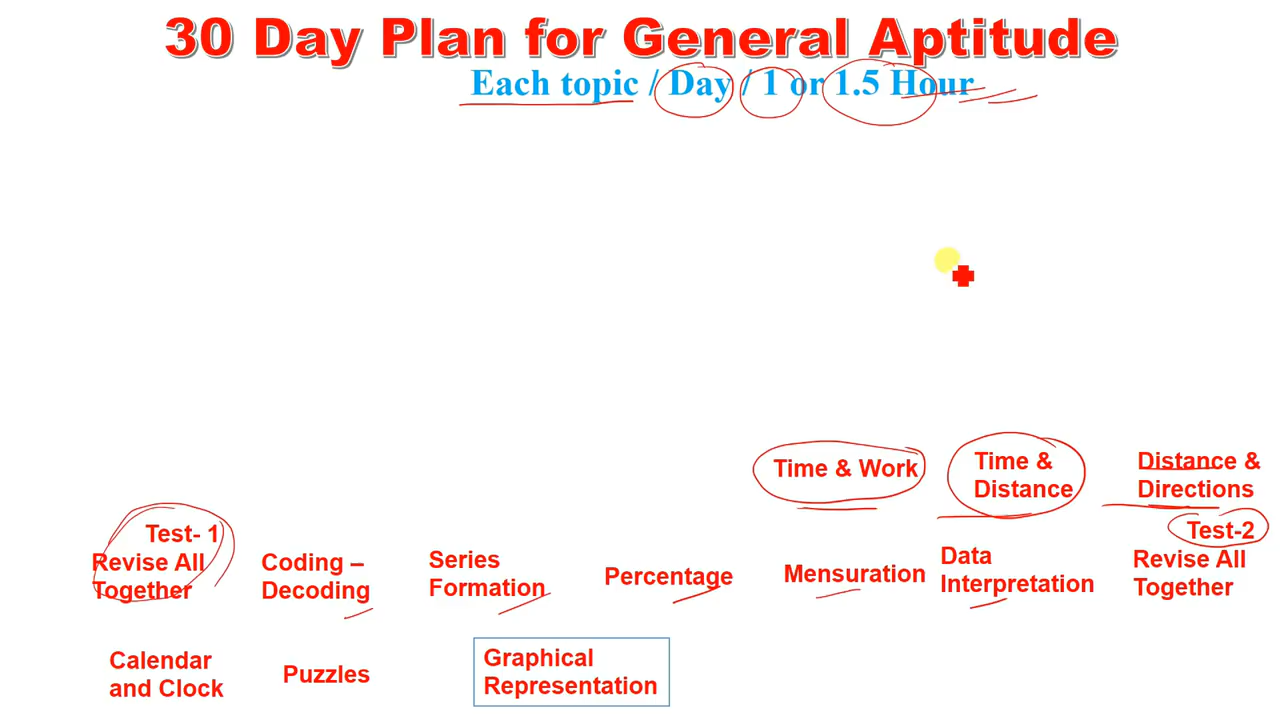 30 Day Plan for General Aptitude
Each topic / Day / 1 or 1.5 Hour
Time & Work
Time &
Distance
Distance &
Directions
Test- 1
Revise All
Together
Coding –
Decoding
Series
Formation
Percentage
Mensuration
Data
Interpretation
Test-2
Revise All
Together
Calendar
and Clock
Puzzles
Graphical
Representation